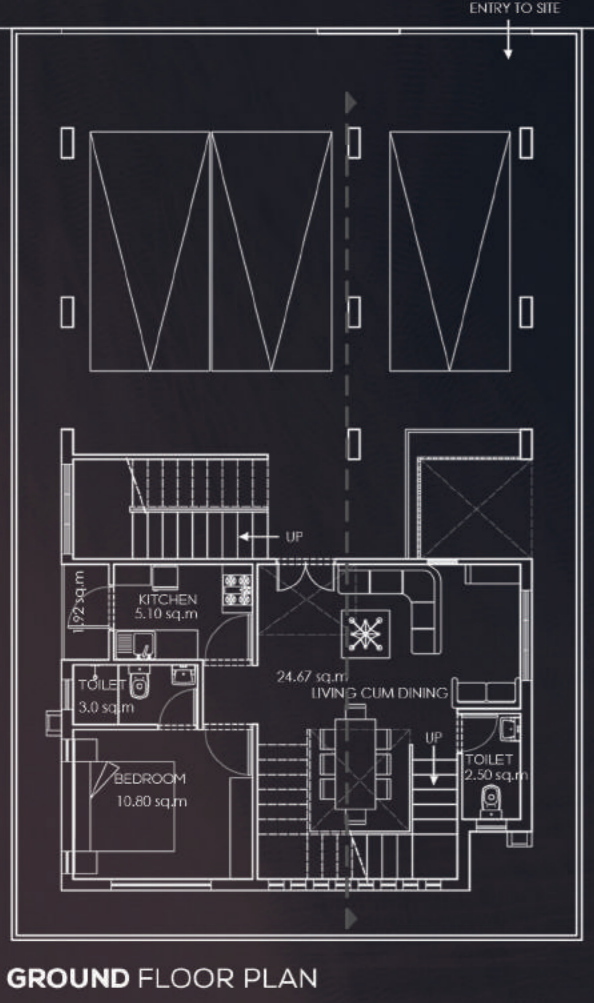 ENTRY TO SITE
UP
KITCHEN
5.10 sq.m
1.92 sq.m
24.67 sq.m
LIVING CUM DINING
TOILET
3.0 sq.m
UP
TOILET
2.50 sq.m
BEDROOM
10.80 sq.m
GROUND FLOOR PLAN